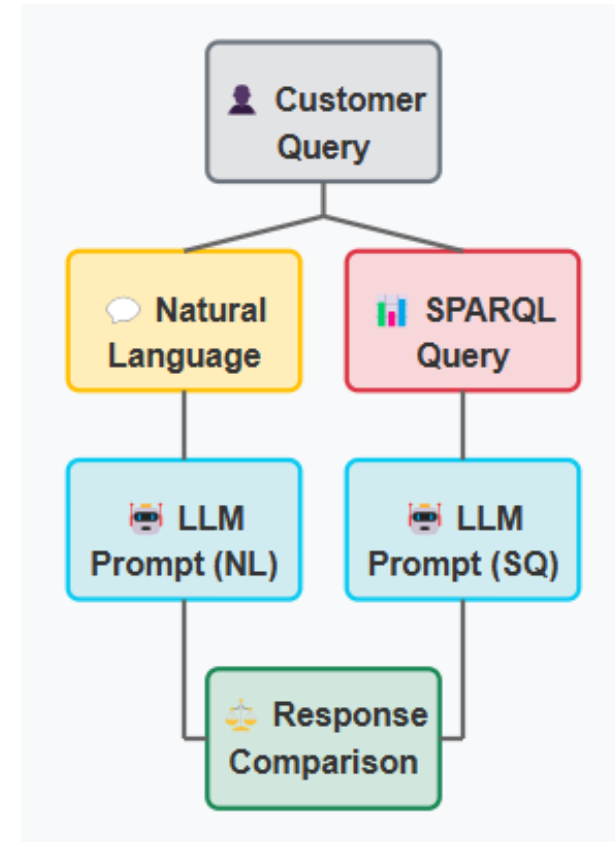 Customer
Query
Natural
Language
SPARQL
Query
LLM
Prompt (NL)
LLM
Prompt (SQ)
Response
Comparison